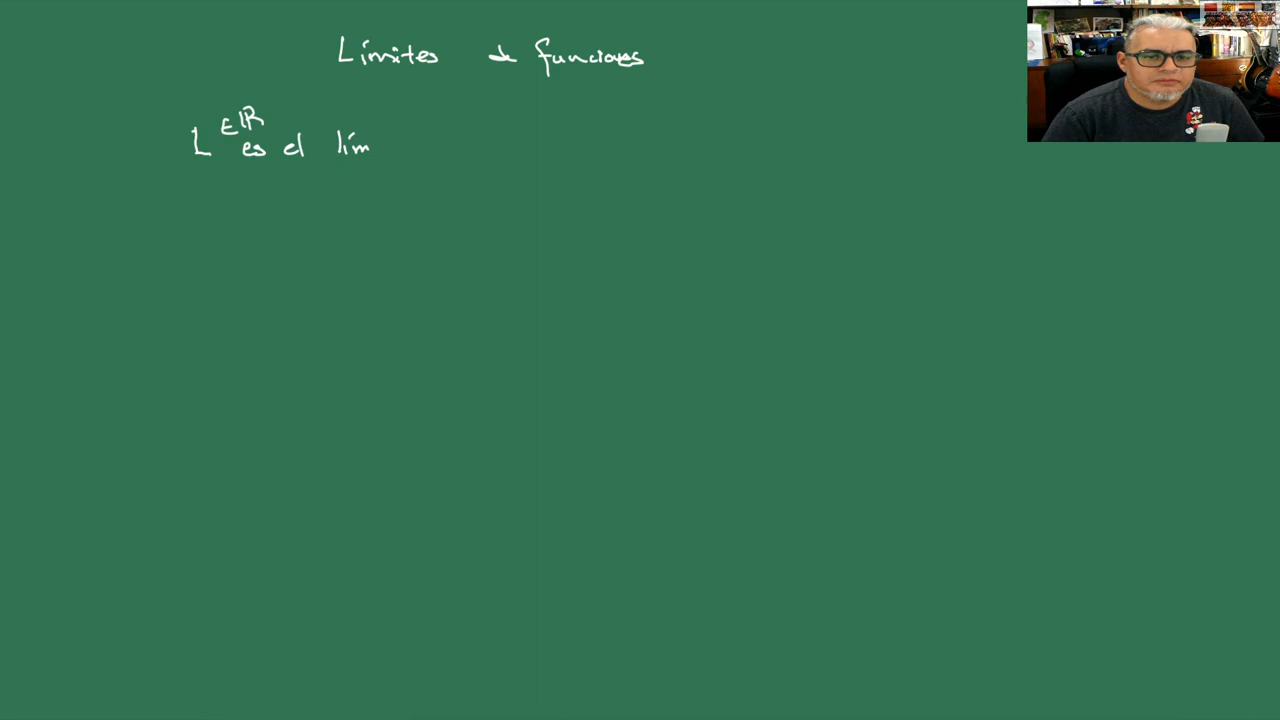 Límites de funciones
L ∈ ℝ es el lím